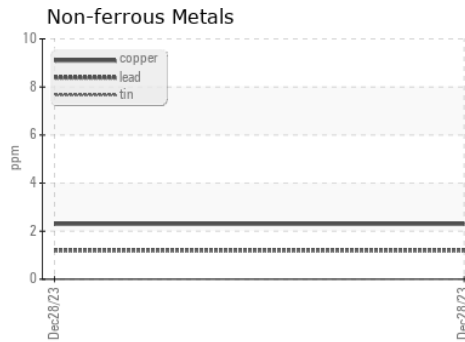 Non-ferrous Metals
10
copper
lead
tin
8
6
ppm
4
2
0
Dec28/23
Dec28/23